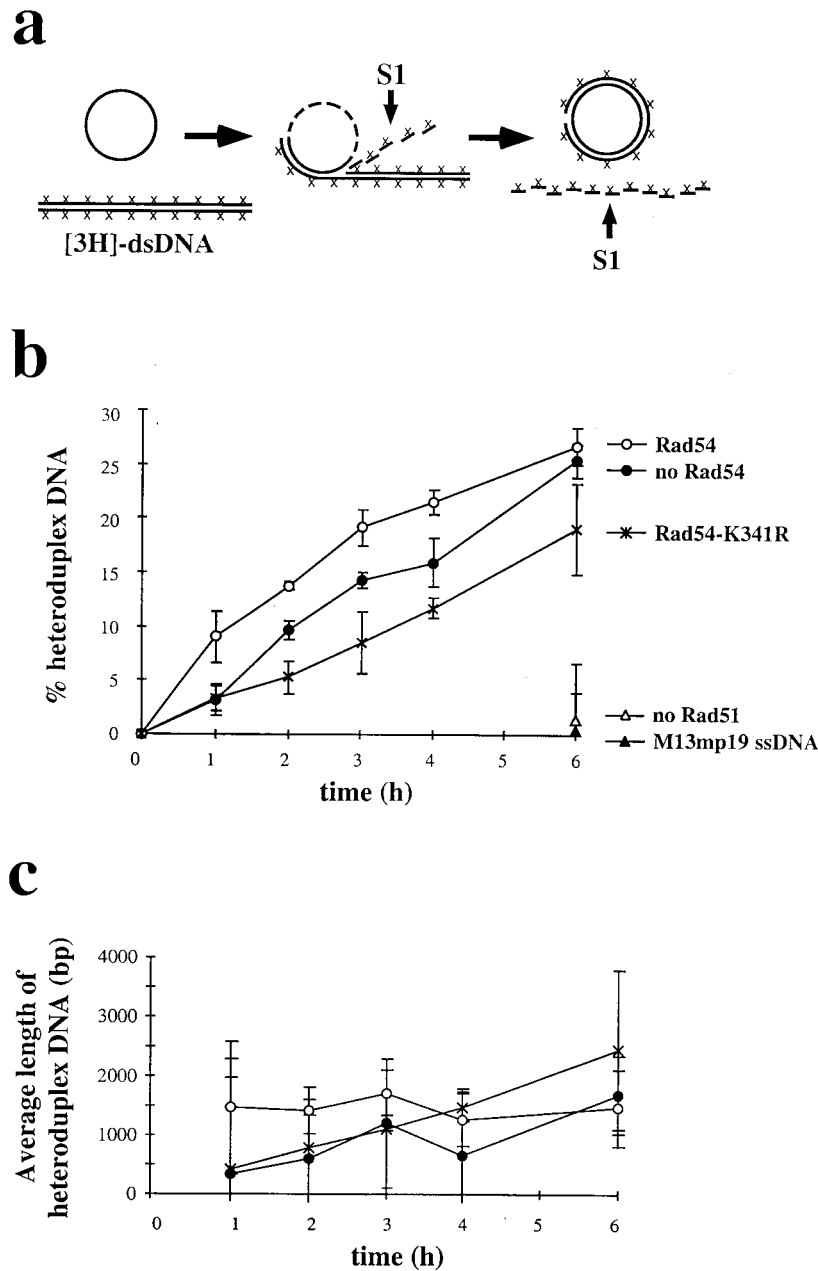 a
S1
[3H]-dsDNA
S1
b
30
25
20
15
10
5
0
% heteroduplex DNA
0 1 2 3 4 5 6
time (h)
Rad54
no Rad54
Rad54-K341R
no Rad51
M13mp19 ssDNA
c
4000
3000
2000
1000
0
Average length of
heteroduplex DNA (bp)
0 1 2 3 4 5 6
time (h)